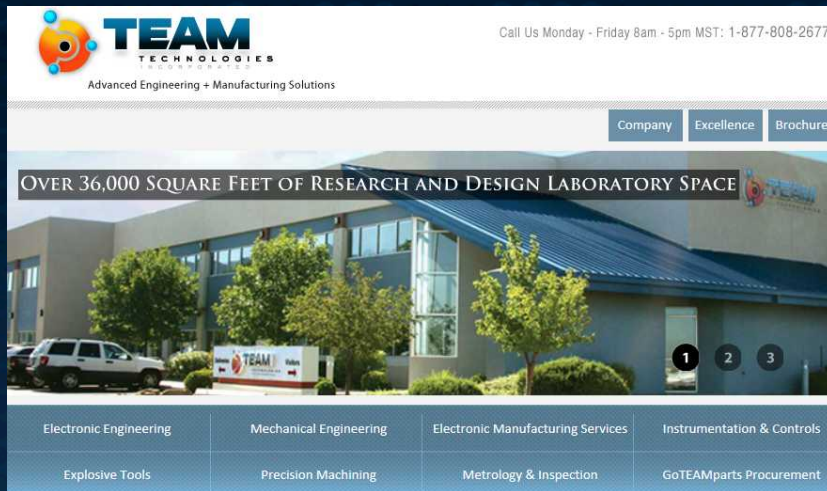 TEAM
TECHNOLOGIES
INCORPORATED
Advanced Engineering + Manufacturing Solutions
Call Us Monday - Friday 8am - 5pm MST: 1-877-808-2677
Company Excellence Brochure
OVER 36,000 SQUARE FEET OF RESEARCH AND DESIGN LABORATORY SPACE
TEAM
TEAM
Visitors
1 2 3
Electronic Engineering Mechanical Engineering Electronic Manufacturing Services Instrumentation & Controls
Explosive Tools Precision Machining Metrology & Inspection GoTEAMparts Procurement